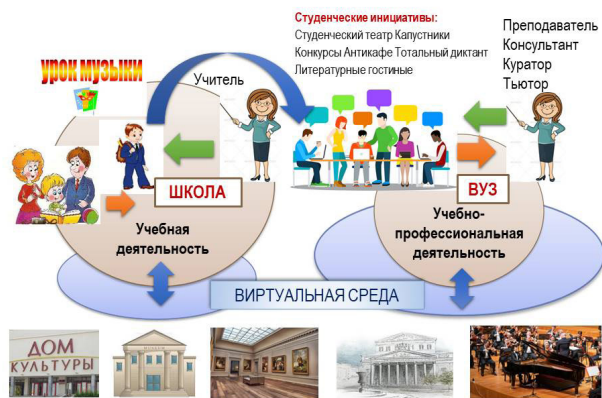 Студенческие инициативы:
Студенческий театр Капустники
Конкурсы Антикафе Тотальный диктант
Литературные гостиные
Преподаватель
Консультант
Куратор
Тьютор
урок музыки
Учитель
ШКОЛА
ВУЗ
Учебная
деятельность
Учебно-
профессиональная
деятельность
ВИРТУАЛЬНАЯ СРЕДА
ДОМ
КУЛЬТУРЫ
MUSEUM